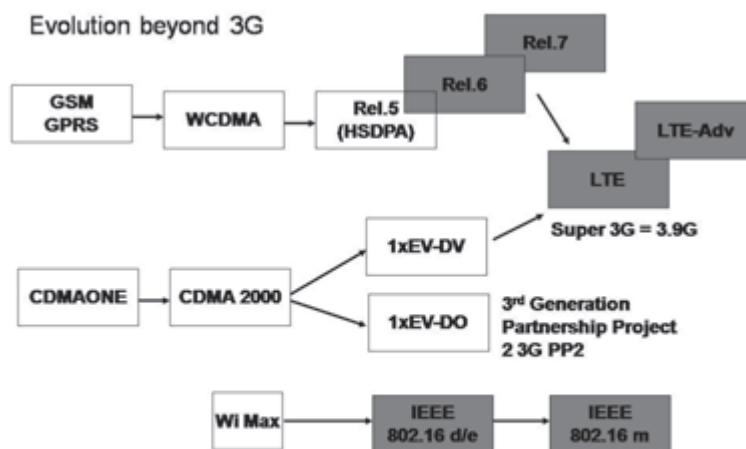 Evolution beyond 3G
Rel.7
Rel.6
GSM
GPRS
WCDMA
Rel.5
(HSDPA)
LTE-Adv
LTE
Super 3G = 3.9G
1xEV-DV
CDMAONE
CDMA 2000
1xEV-DO
3rd Generation
Partnership Project
2 3G PP2
Wi Max
IEEE
802.16 d/e
IEEE
802.16 m